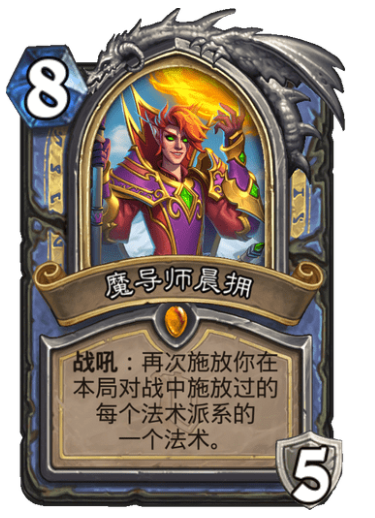 8
魔导师晨拥
战吼：再次施放你在
本局对战中施放过的
每个法术派系的
一个法术。
5